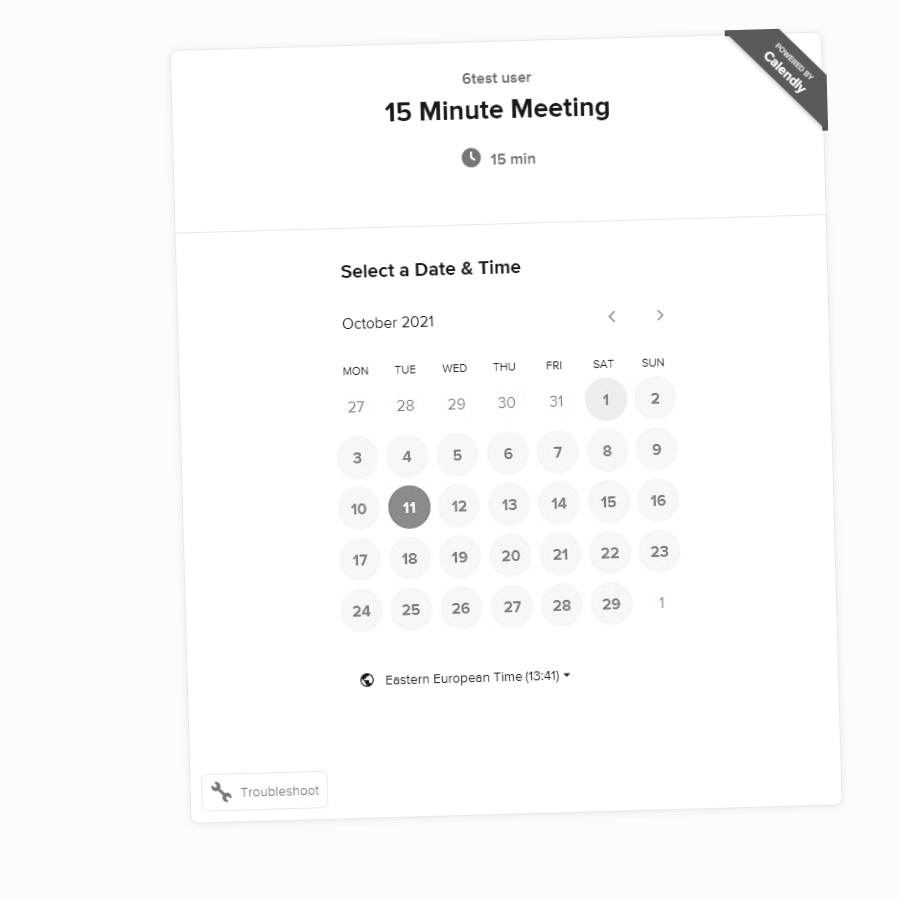 POWERED BY
Calendly
6test user
15 Minute Meeting
15 min
Select a Date & Time
October 2021
MON TUE WED THU FRI SAT SUN
27 28 29 30 31 1 2
3 4 5 6 7 8 9
10 11 12 13 14 15 16
17 18 19 20 21 22 23
24 25 26 27 28 29 1
Eastern European Time (13:41)
Troubleshoot